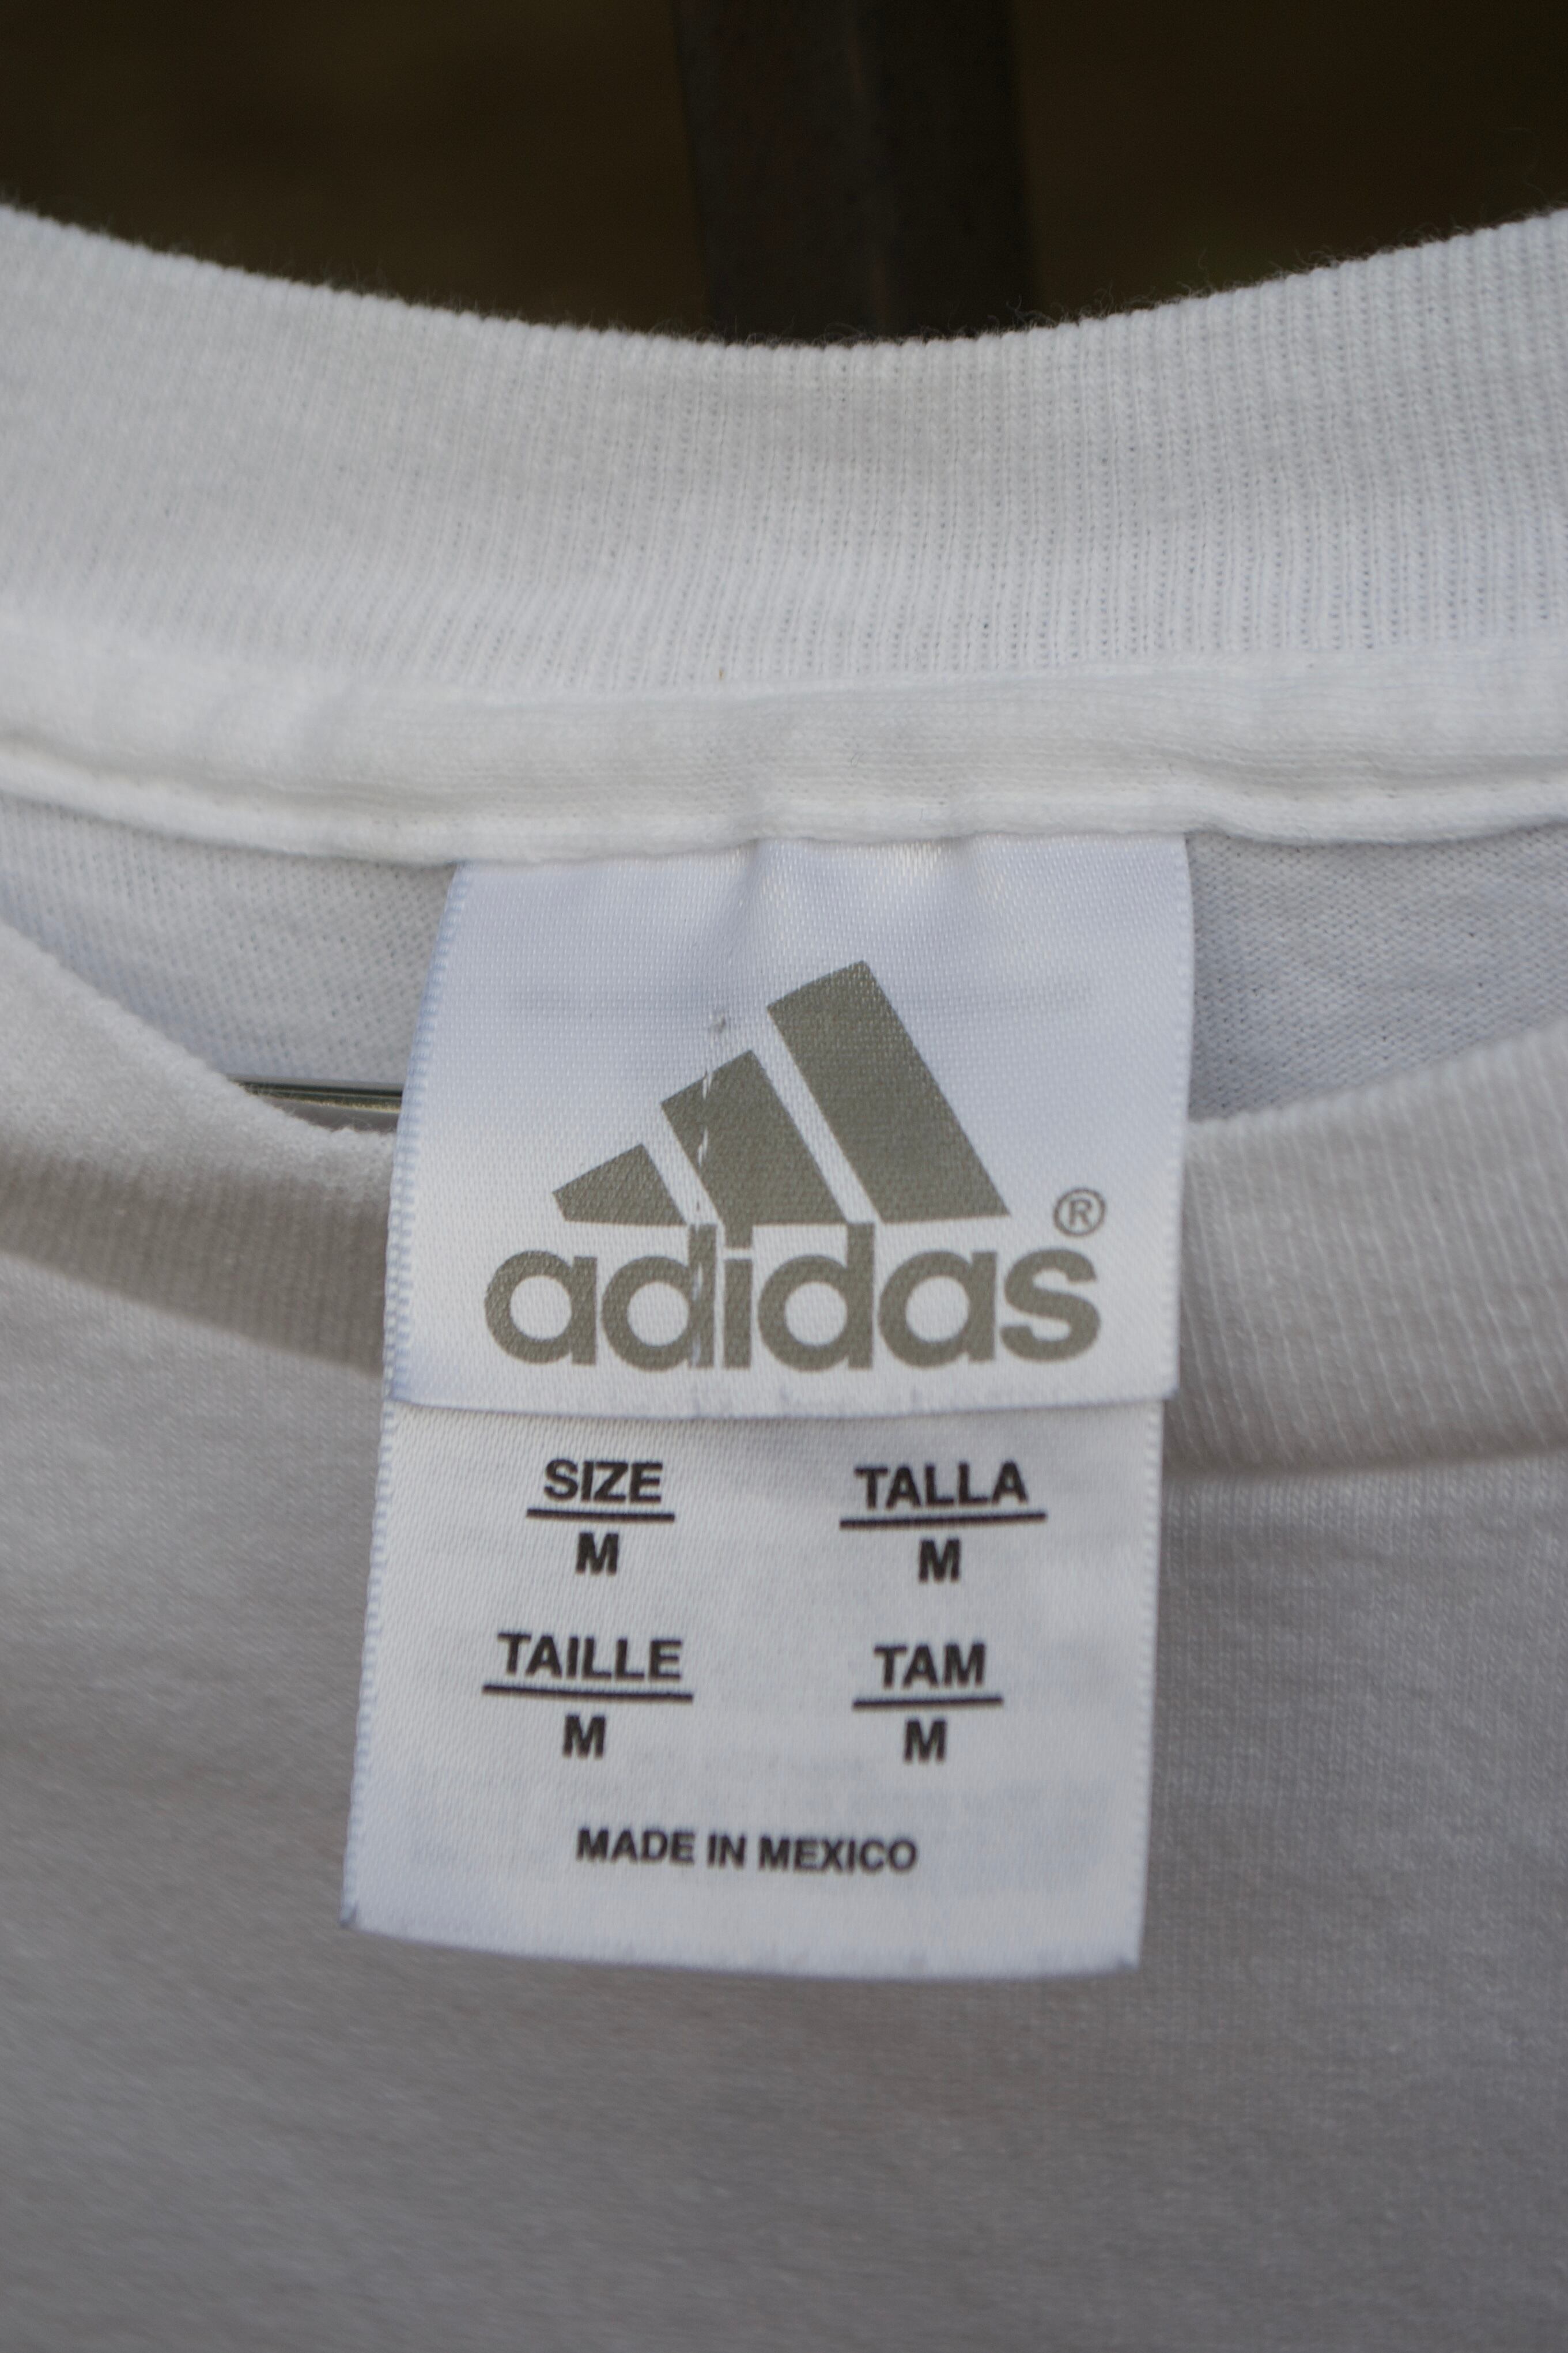 adidas®
SIZE TALLA
M M
TAILLE TAM
M M
MADE IN MEXICO